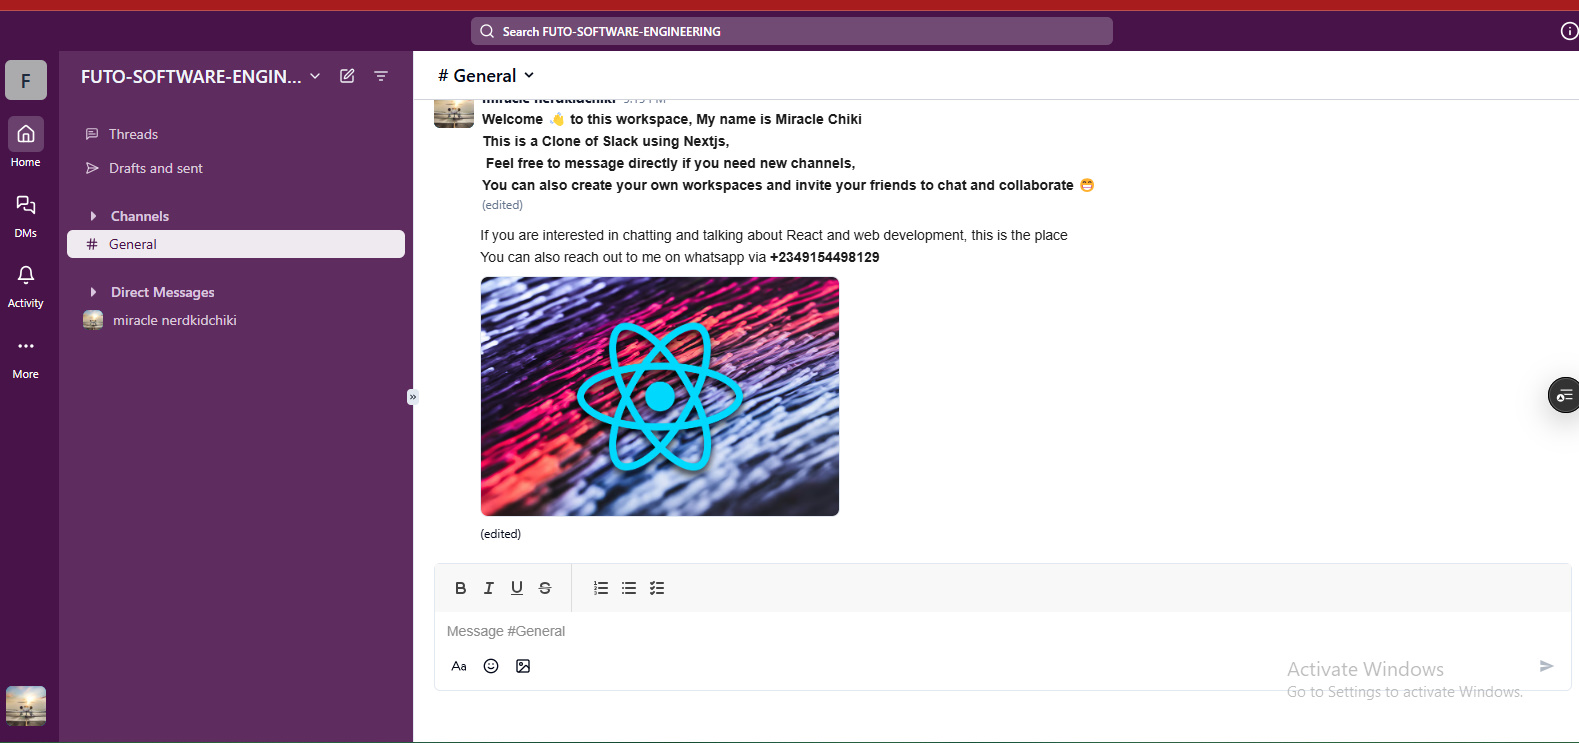 Search FUTO-SOFTWARE-ENGINEERING
F
Home
DMs
Activity
More
FUTO-SOFTWARE-ENGIN...
Threads
Drafts and sent
Channels
# General
Direct Messages
miracle nerdkidchiki
# General
miracle nerdkidchiki
Welcome 👋 to this workspace, My name is Miracle Chiki
This is a Clone of Slack using Nextjs,
Feel free to message directly if you need new channels,
You can also create your own workspaces and invite your friends to chat and collaborate 😁
(edited)
If you are interested in chatting and talking about React and web development, this is the place
You can also reach out to me on whatsapp via +2349154498129
(edited)
B I U S
Message #General
Aa
Activate Windows
Go to Settings to activate Windows.